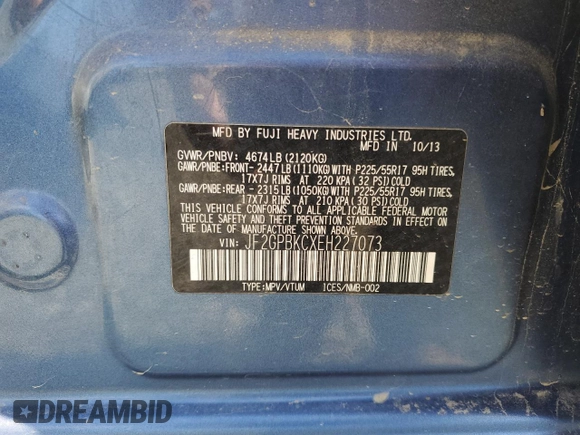 MFD BY FUJI HEAVY INDUSTRIES LTD.
MFD IN 10/13
GVWR/PNBV: 4674LB(2120KG)
GAWR/PNBE:FRONT-2447LB(1110KG)WITH P225/55R17 95H TIRES,
17X7J RIMS AT 220 KPA(32 PSI)COLD
GAWR/PNBE:REAR -2315LB(1050KG)WITH P225/55R17 95H TIRES,
17X7J RIMS AT 210 KPA(30 PSI)COLD
THIS VEHICLE CONFORMS TO ALL APPLICABLE FEDERAL MOTOR
VEHICLE SAFETY AND THEFT PREVENTION STANDARDS IN EFFECT
ON THE DATE OF MANUFACTURE SHOWN ABOVE.
VIN: JF2GPBKCXEH227073
TYPE:MPV/VTUM ICES/NMB-002
DREAMBID